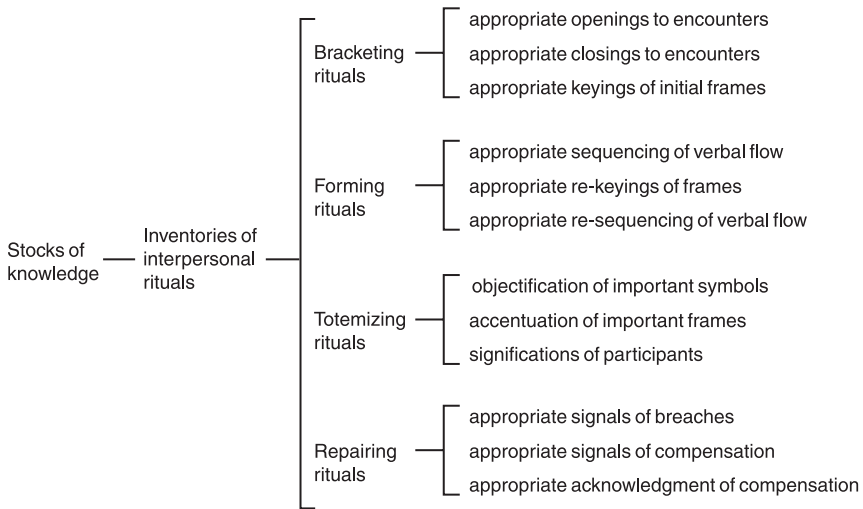 Stocks of
knowledge
Inventories of
interpersonal
rituals
Bracketing
rituals
appropriate openings to encounters
appropriate closings to encounters
appropriate keyings of initial frames
Forming
rituals
appropriate sequencing of verbal flow
appropriate re-keyings of frames
appropriate re-sequencing of verbal flow
Totemizing
rituals
objectification of important symbols
accentuation of important frames
significations of participants
Repairing
rituals
appropriate signals of breaches
appropriate signals of compensation
appropriate acknowledgment of compensation